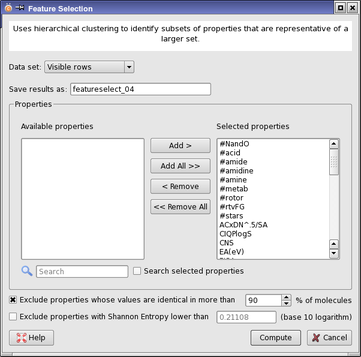 Feature Selection
Uses hierarchical clustering to identify subsets of properties that are representative of a
larger set.
Data set: Visible rows
Save results as: featureselect_04
Properties
Available properties
Selected properties
Add >
Add All >>
< Remove
<< Remove All
#NandO
#acid
#amide
#amidine
#amine
#metab
#rotor
#rtvFG
#stars
ACxDN^.5/SA
CIQPlogS
CNS
EA(eV)
Search
Search selected properties
Exclude properties whose values are identical in more than 90 % of molecules
Exclude properties with Shannon Entropy lower than 0.21108 (base 10 logarithm)
Help
Compute
Cancel